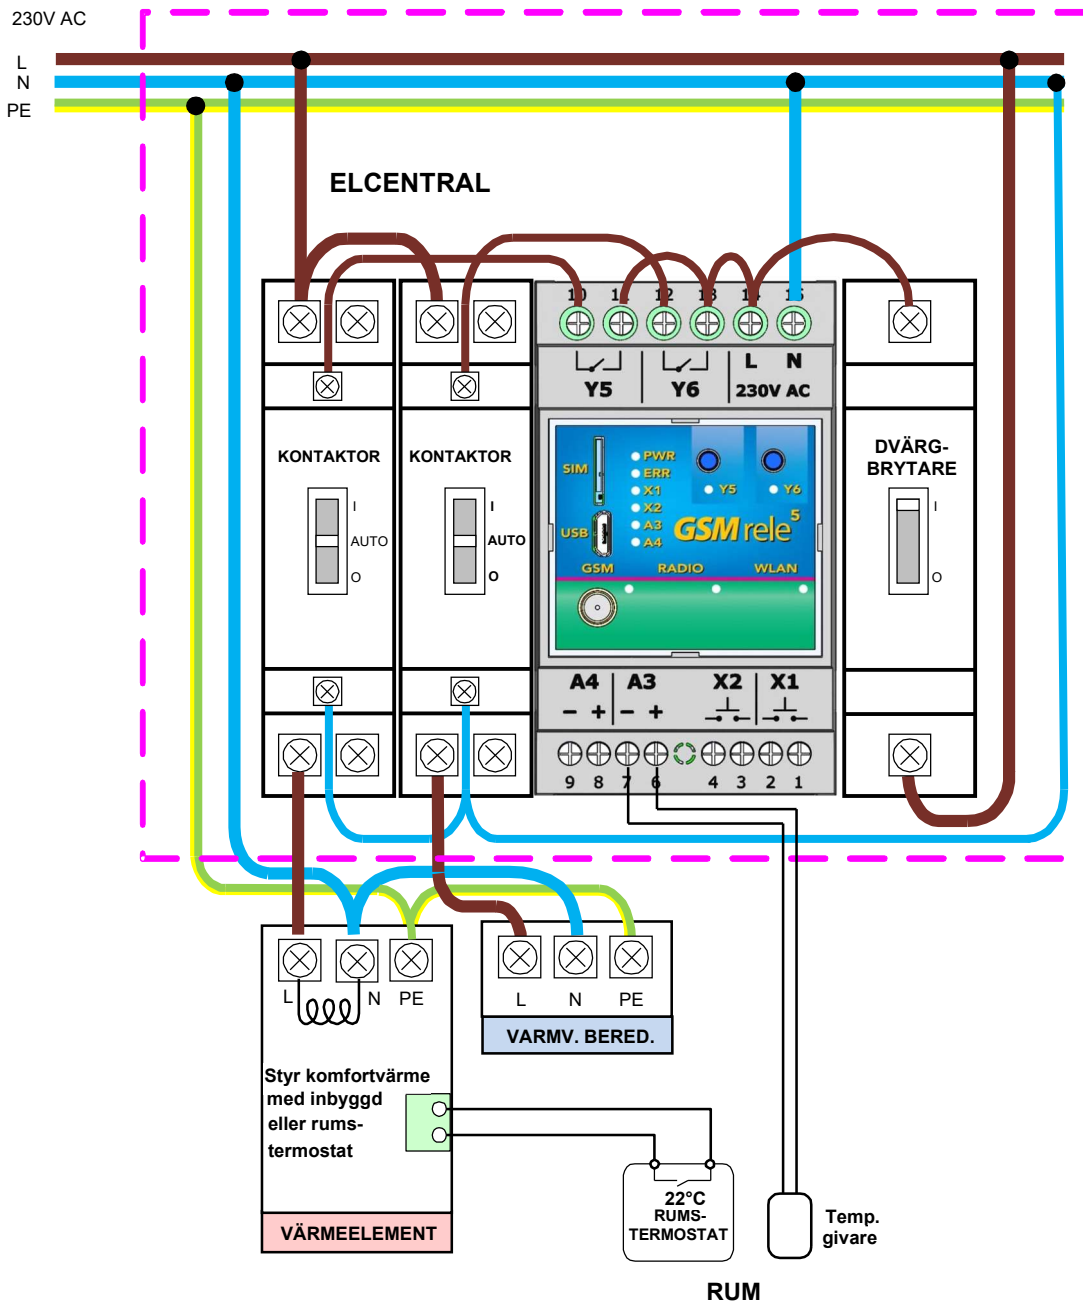 230V AC
L
N
PE
ELCENTRAL
10 11 12 13 14 15
Y5 Y6 L N
230V AC
KONTAKTOR
I
AUTO
O
KONTAKTOR
I
AUTO
O
SIM
USB
PWR
ERR
X1
X2
A3
A4
Y5
Y6
GSM rele 5
GSM RADIO WLAN
DVÄRG-
BRYTARE
I
O
A4 A3 X2 X1
− + − +
9 8 7 6 4 3 2 1
L N PE
Styr komfortvärme
med inbyggd
eller rums-
termostat
VÄRMEELEMENT
L N PE
VARMV. BERED.
22°C
RUMS-
TERMOSTAT
Temp.
givare
RUM